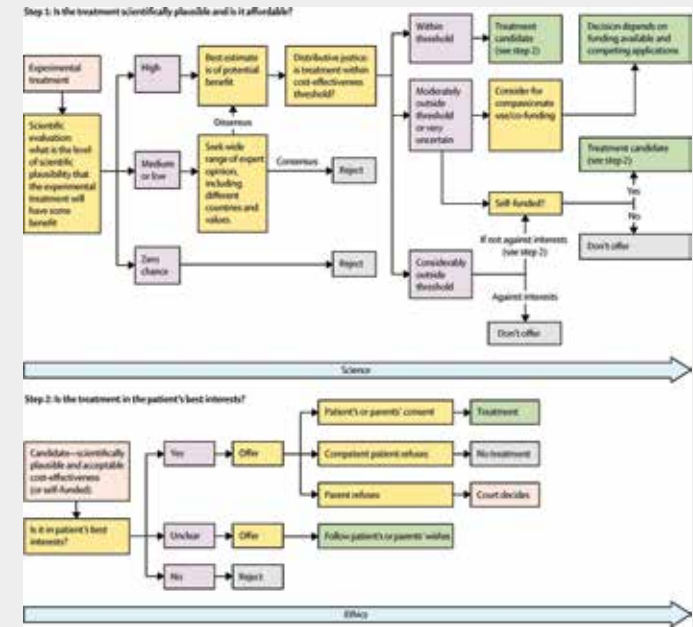 Step 1: Is the treatment scientifically plausible and is it affordable?
Experimental
treatment
Scientific
evaluation:
what is the level
of scientific
plausibility that
the experimental
treatment will
have some
benefit
High
Medium
or low
Zero
chance
Best estimate
is of potential
benefit
Dissensus
Seek wide
range of expert
opinion,
including
different
countries and
values
Consensus
Reject
Reject
Distributive justice:
is treatment within
cost-effectiveness
threshold?
Within
threshold
Moderately
outside
threshold
or very
uncertain
Considerably
outside
threshold
Treatment
candidate
(see step 2)
Consider for
compassionate
use/co-funding
Self-funded?
If not against interests
(see step 2)
Against interests
Don't offer
Decision depends on
funding available and
competing applications
Treatment candidate
(see step 2)
Yes
No
Don't offer
Science
Step 2: Is the treatment in the patient's best interests?
Candidate—scientifically
plausible and acceptable
cost-effectiveness
(or self-funded)
Is it in patient's best
interests?
Yes
Offer
Patient's or parents' consent
Treatment
Competent patient refuses
No treatment
Parent refuses
Court decides
Unclear
Offer
Follow patient's or parents' wishes
No
Reject
Ethics